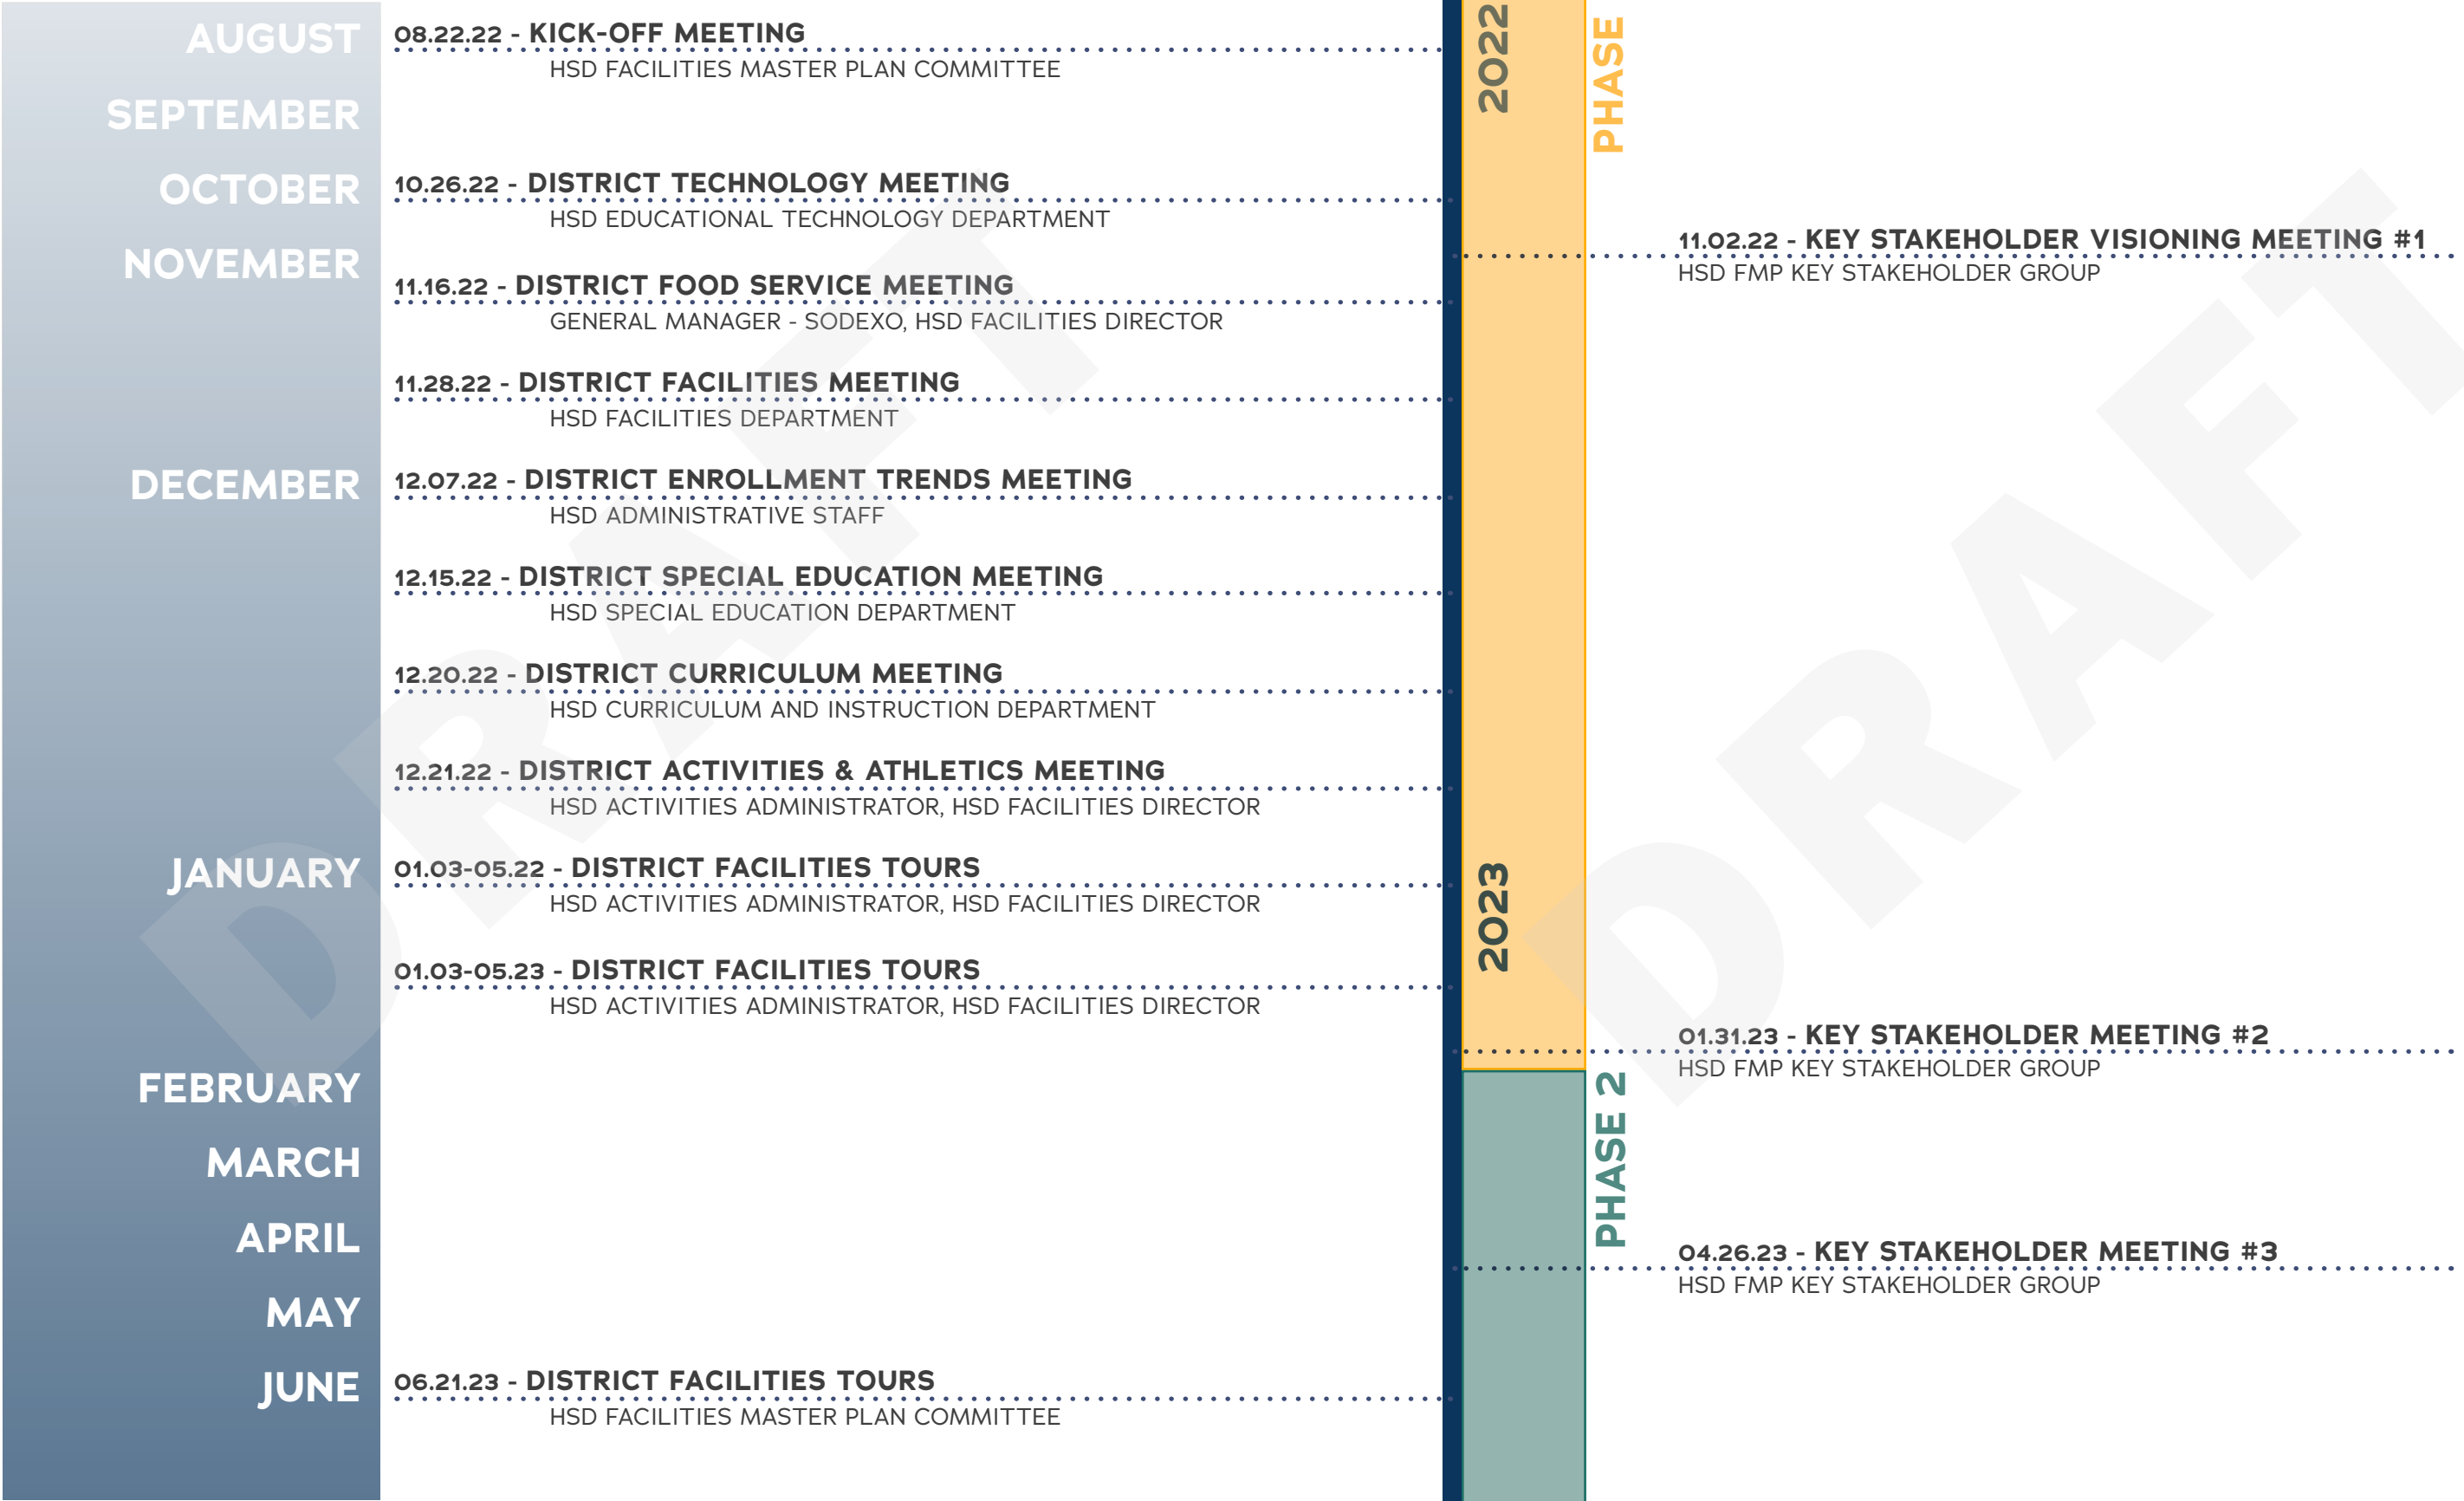 AUGUST
08.22.22 - KICK-OFF MEETING
HSD FACILITIES MASTER PLAN COMMITTEE
SEPTEMBER
OCTOBER
10.26.22 - DISTRICT TECHNOLOGY MEETING
HSD EDUCATIONAL TECHNOLOGY DEPARTMENT
NOVEMBER
11.16.22 - DISTRICT FOOD SERVICE MEETING
GENERAL MANAGER - SODEXO, HSD FACILITIES DIRECTOR
11.28.22 - DISTRICT FACILITIES MEETING
HSD FACILITIES DEPARTMENT
DECEMBER
12.07.22 - DISTRICT ENROLLMENT TRENDS MEETING
HSD ADMINISTRATIVE STAFF
12.15.22 - DISTRICT SPECIAL EDUCATION MEETING
HSD SPECIAL EDUCATION DEPARTMENT
12.20.22 - DISTRICT CURRICULUM MEETING
HSD CURRICULUM AND INSTRUCTION DEPARTMENT
12.21.22 - DISTRICT ACTIVITIES & ATHLETICS MEETING
HSD ACTIVITIES ADMINISTRATOR, HSD FACILITIES DIRECTOR
JANUARY
01.03-05.22 - DISTRICT FACILITIES TOURS
HSD ACTIVITIES ADMINISTRATOR, HSD FACILITIES DIRECTOR
01.03-05.23 - DISTRICT FACILITIES TOURS
HSD ACTIVITIES ADMINISTRATOR, HSD FACILITIES DIRECTOR
FEBRUARY
MARCH
APRIL
MAY
JUNE
06.21.23 - DISTRICT FACILITIES TOURS
HSD FACILITIES MASTER PLAN COMMITTEE
2022
PHASE
2023
PHASE 2
11.02.22 - KEY STAKEHOLDER VISIONING MEETING #1
HSD FMP KEY STAKEHOLDER GROUP
01.31.23 - KEY STAKEHOLDER MEETING #2
HSD FMP KEY STAKEHOLDER GROUP
04.26.23 - KEY STAKEHOLDER MEETING #3
HSD FMP KEY STAKEHOLDER GROUP
DRAFT
DRAFT